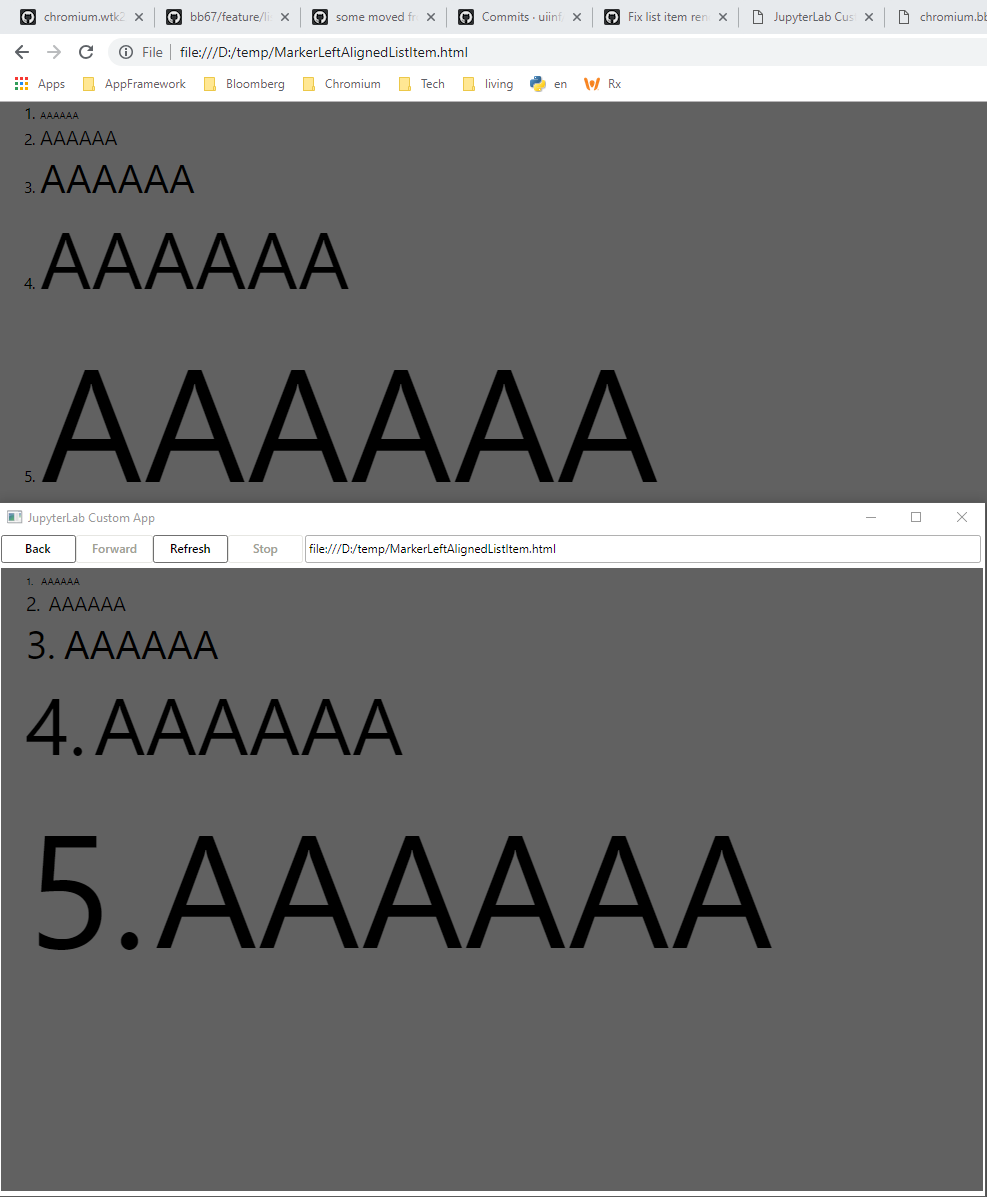 chromium.wtk2
bb67/feature/li
some moved fr
Commits · uiinf
Fix list item ren
JupyterLab Cus
chromium.bb
File
file:///D:/temp/MarkerLeftAlignedListItem.html
Apps
AppFramework
Bloomberg
Chromium
Tech
living
en
Rx
1. AAAAAA
2. AAAAAA
3. AAAAAA
4. AAAAAA
5. AAAAAA
JupyterLab Custom App
Back
Forward
Refresh
Stop
file:///D:/temp/MarkerLeftAlignedListItem.html
1. AAAAAA
2. AAAAAA
3. AAAAAA
4. AAAAAA
5. AAAAAA